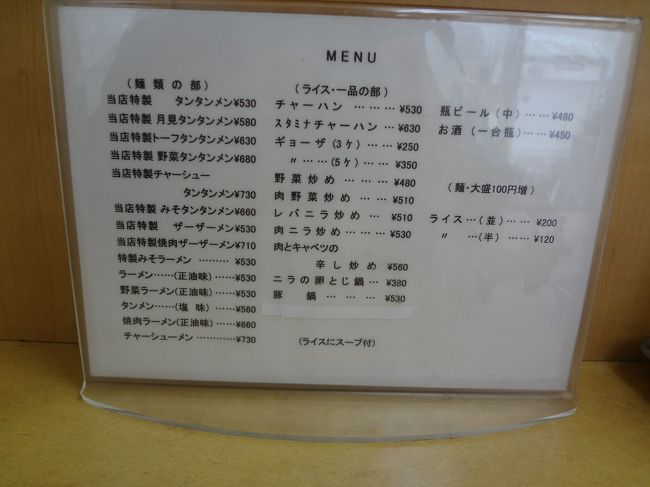 MENU
（麺 類 の 部）
当店特製　タンタンメン¥530
当店特製 月見タンタンメン¥580
当店特製トーフタンタンメン¥630
当店特製 野菜タンタンメン¥680
当店特製チャーシュー
タンタンメン¥730
当店特製 みそタンタンメン¥660
当店特製　ザーザーメン¥530
当店特製焼肉ザーザーメン¥710
特製みそラーメン ……… ¥530
ラーメン……(正油味)… ¥530
野菜ラーメン(正油味)… ¥530
タンメン……(塩 味)… ¥560
焼肉ラーメン(正油味)… ¥660
チャーシューメン …………¥730
（ライス・一品の部）
チャーハン … … … ¥530
スタミナチャーハン … ¥630
ギョーザ (3ケ) … … ¥250
〃 … … (5ケ) … … ¥350
野 菜 炒 め … … … ¥480
肉 野 菜 炒 め … … ¥510
レ バ ニ ラ 炒 め … ¥510
肉 ニ ラ 炒 め … … … ¥530
肉とキャベツの
辛 し 炒 め ¥560
ニ ラ の 卵 と じ 鍋 … ¥380
豚　鍋 … … … ¥530
(ライスにスープ付)
瓶 ビ ー ル （中） … … ¥480
お 酒 （一 合 瓶）… … ¥450
（麺・大盛100円増）
ラ イ ス … (並) … … ¥200
〃 …(半) … … ¥120